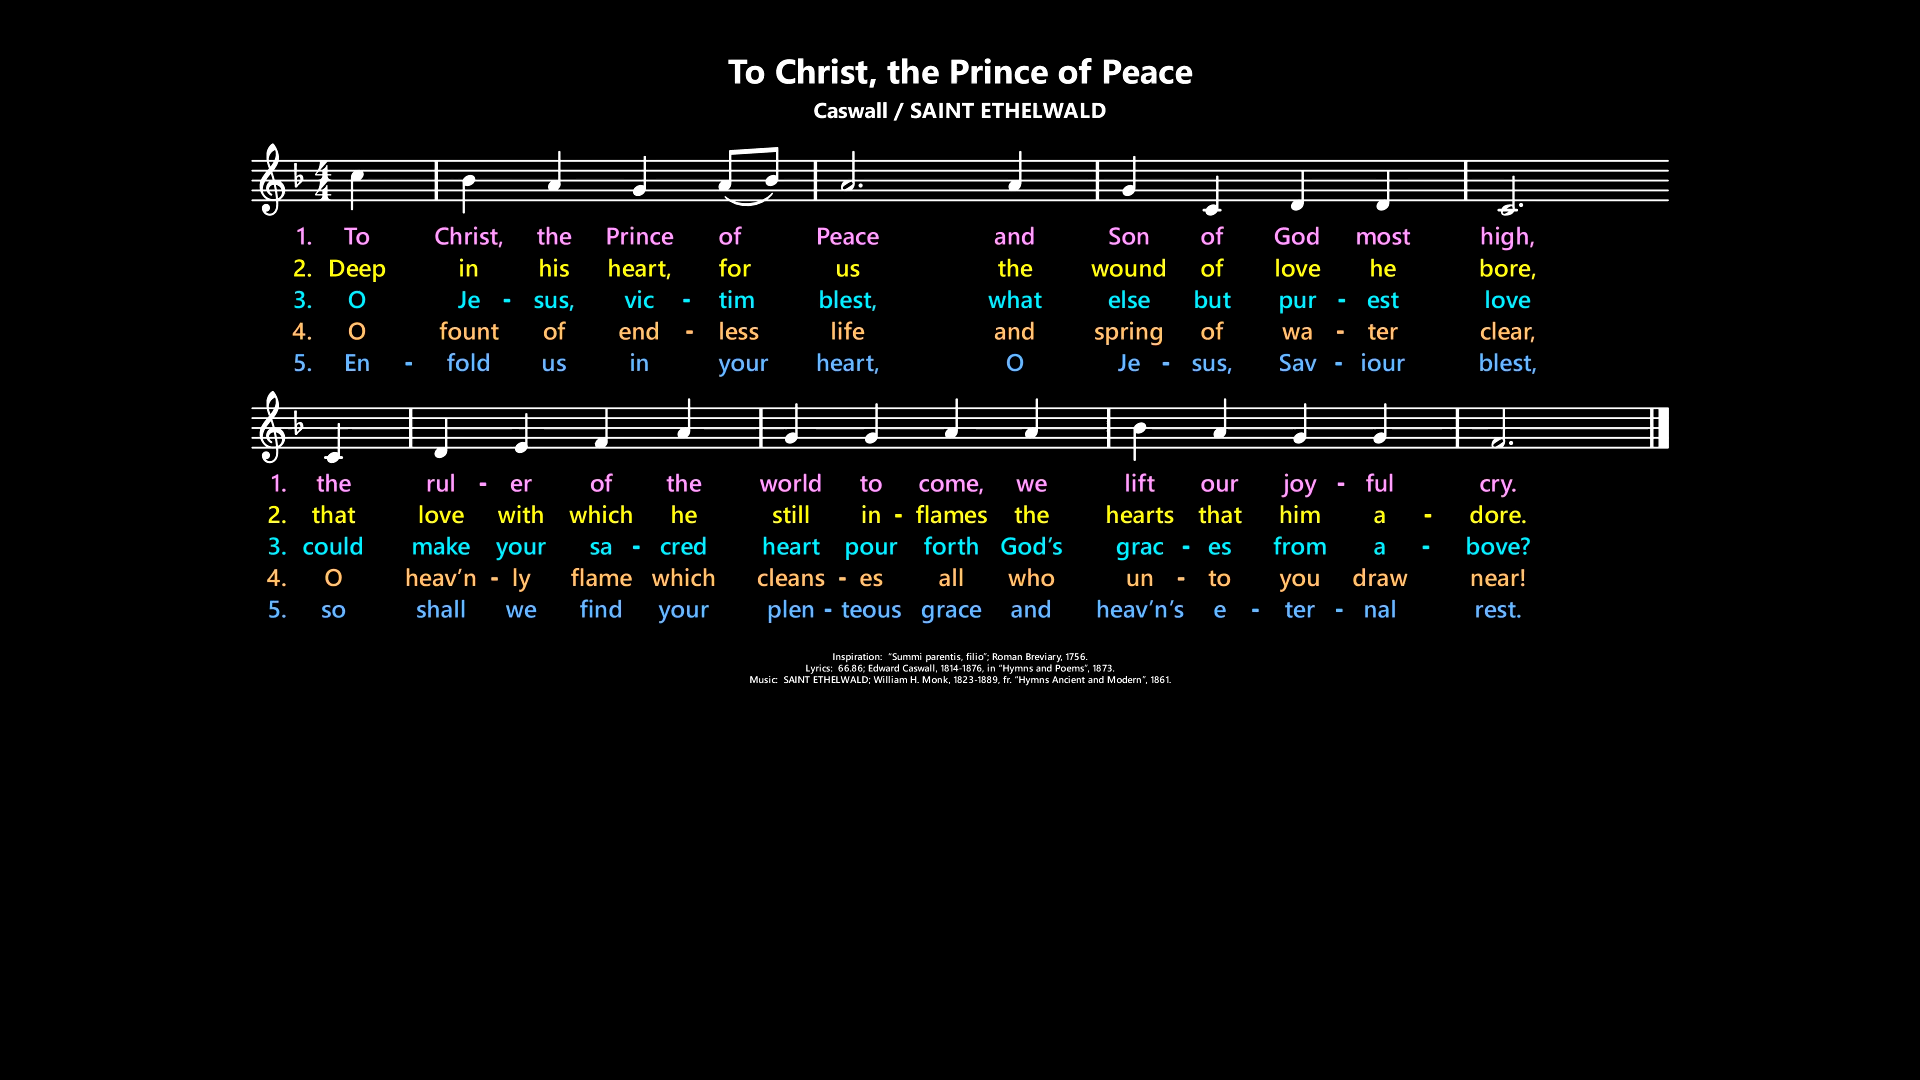 To Christ, the Prince of Peace
Caswall / SAINT ETHELWALD
4
4
1. To Christ, the Prince of Peace and Son of God most high,
2. Deep in his heart, for us the wound of love he bore,
3. O Je - sus, vic - tim blest, what else but pur - est love
4. O fount of end - less life and spring of wa - ter clear,
5. En - fold us in your heart, O Je - sus, Sav - iour blest,
1. the rul - er of the world to come, we lift our joy - ful cry.
2. that love with which he still in - flames the hearts that him a - dore.
3. could make your sa - cred heart pour forth God’s grac - es from a - bove?
4. O heav’n - ly flame which cleans - es all who un - to you draw near!
5. so shall we find your plen - teous grace and heav’n’s e - ter - nal rest.
Inspiration: “Summi parentis, filio”; Roman Breviary, 1756.
Lyrics: 66.86; Edward Caswall, 1814-1876, in “Hymns and Poems”, 1873.
Music: SAINT ETHELWALD; William H. Monk, 1823-1889, fr. “Hymns Ancient and Modern”, 1861.